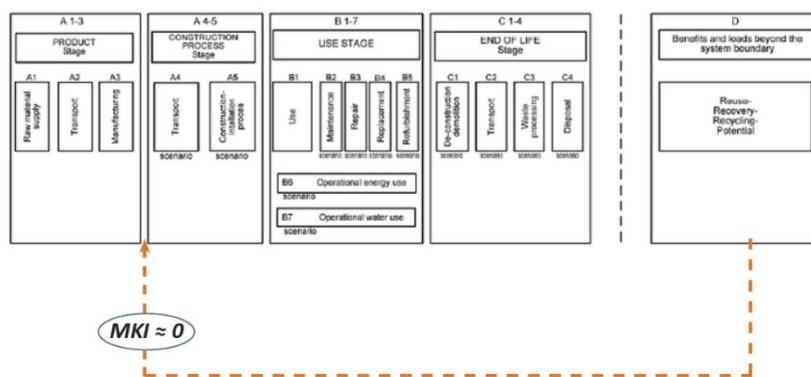 A 1-3
PRODUCT
Stage
A1
Raw material
supply
A2
Transport
A3
Manufacturing
A 4-5
CONSTRUCTION
PROCESS
Stage
A4
Transport
scenario
A5
Construction-
intallation proces
scenario
B 1-7
USE STAGE
B1
Use
B2
Maintenance
scenario
B3
Repair
scenario
B4
Replacement
scenario
B5
Refurbishment
scenario
B6 Operational energy use
scenario
B7 Operational water use
scenario
C 1-4
END OF LIFE
Stage
C1
De-construction
demolition
scenario
C2
Transport
scenario
C3
Waste
processing
scenario
C4
Disposal
scenario
D
Benefits and loads beyond the
system boundary
Reuse-
Recovery-
Recycling-
Potential
MKI ≈ 0